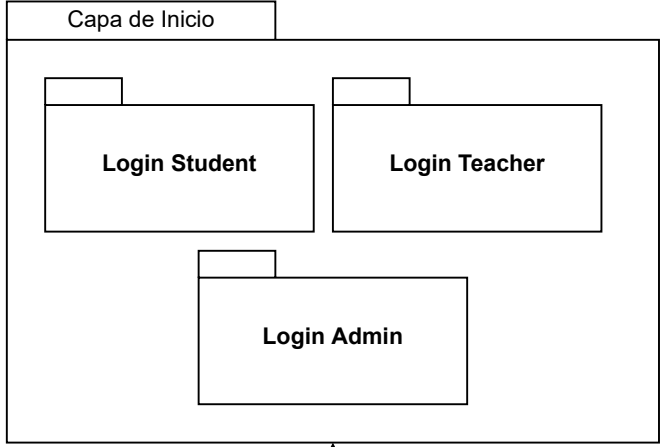 Capa de Inicio
Login Student
Login Teacher
Login Admin